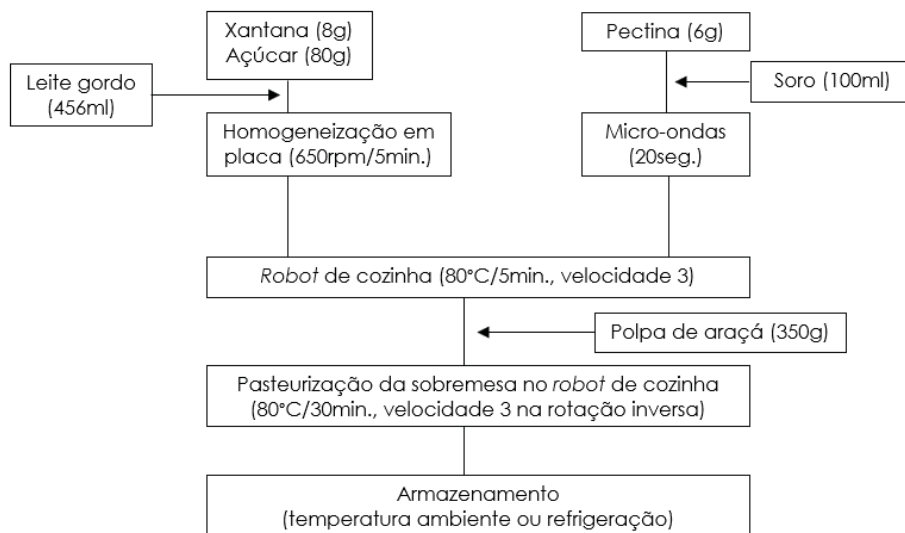 Xantana (8g)
Açúcar (80g)
Pectina (6g)
Leite gordo
(456ml)
Soro (100ml)
Homogeneização em
placa (650rpm/5min.)
Micro-ondas
(20seg.)
Robot de cozinha (80°C/5min., velocidade 3)
Polpa de araçá (350g)
Pasteurização da sobremesa no robot de cozinha
(80°C/30min., velocidade 3 na rotação inversa)
Armazenamento
(temperatura ambiente ou refrigeração)